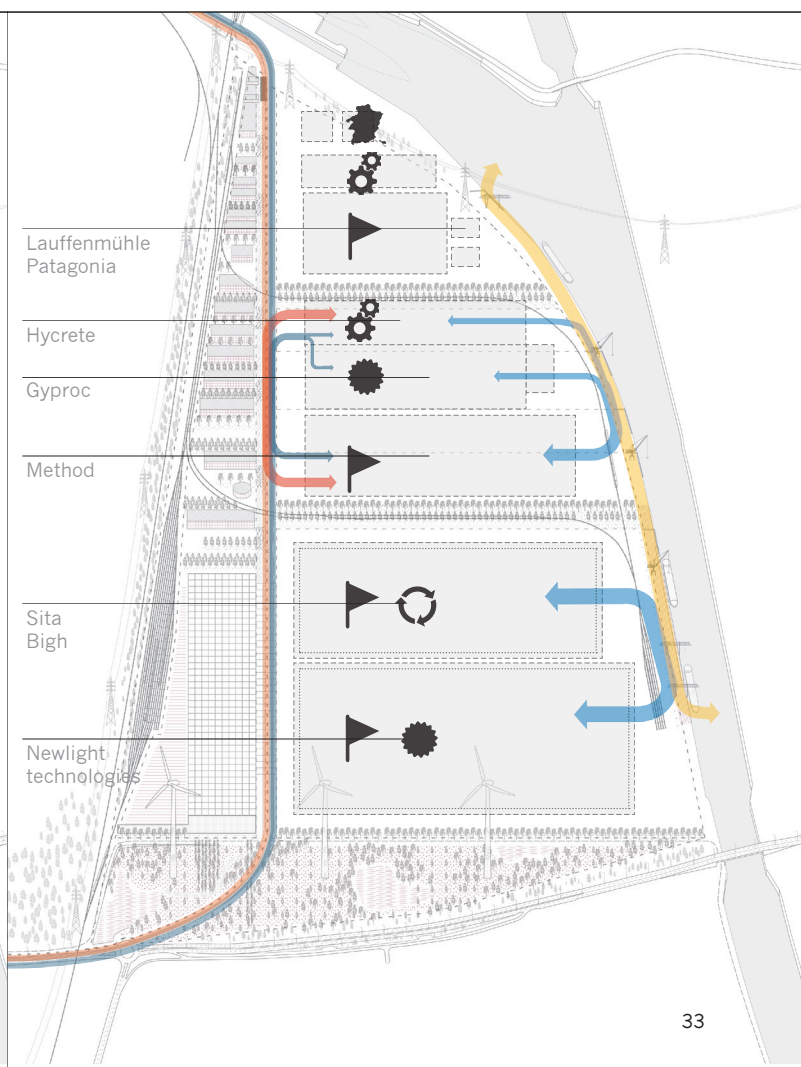 Lauffenmühle
Patagonia
Hycrete
Gyproc
Method
Sita
Bigh
Newlight
technologies
33